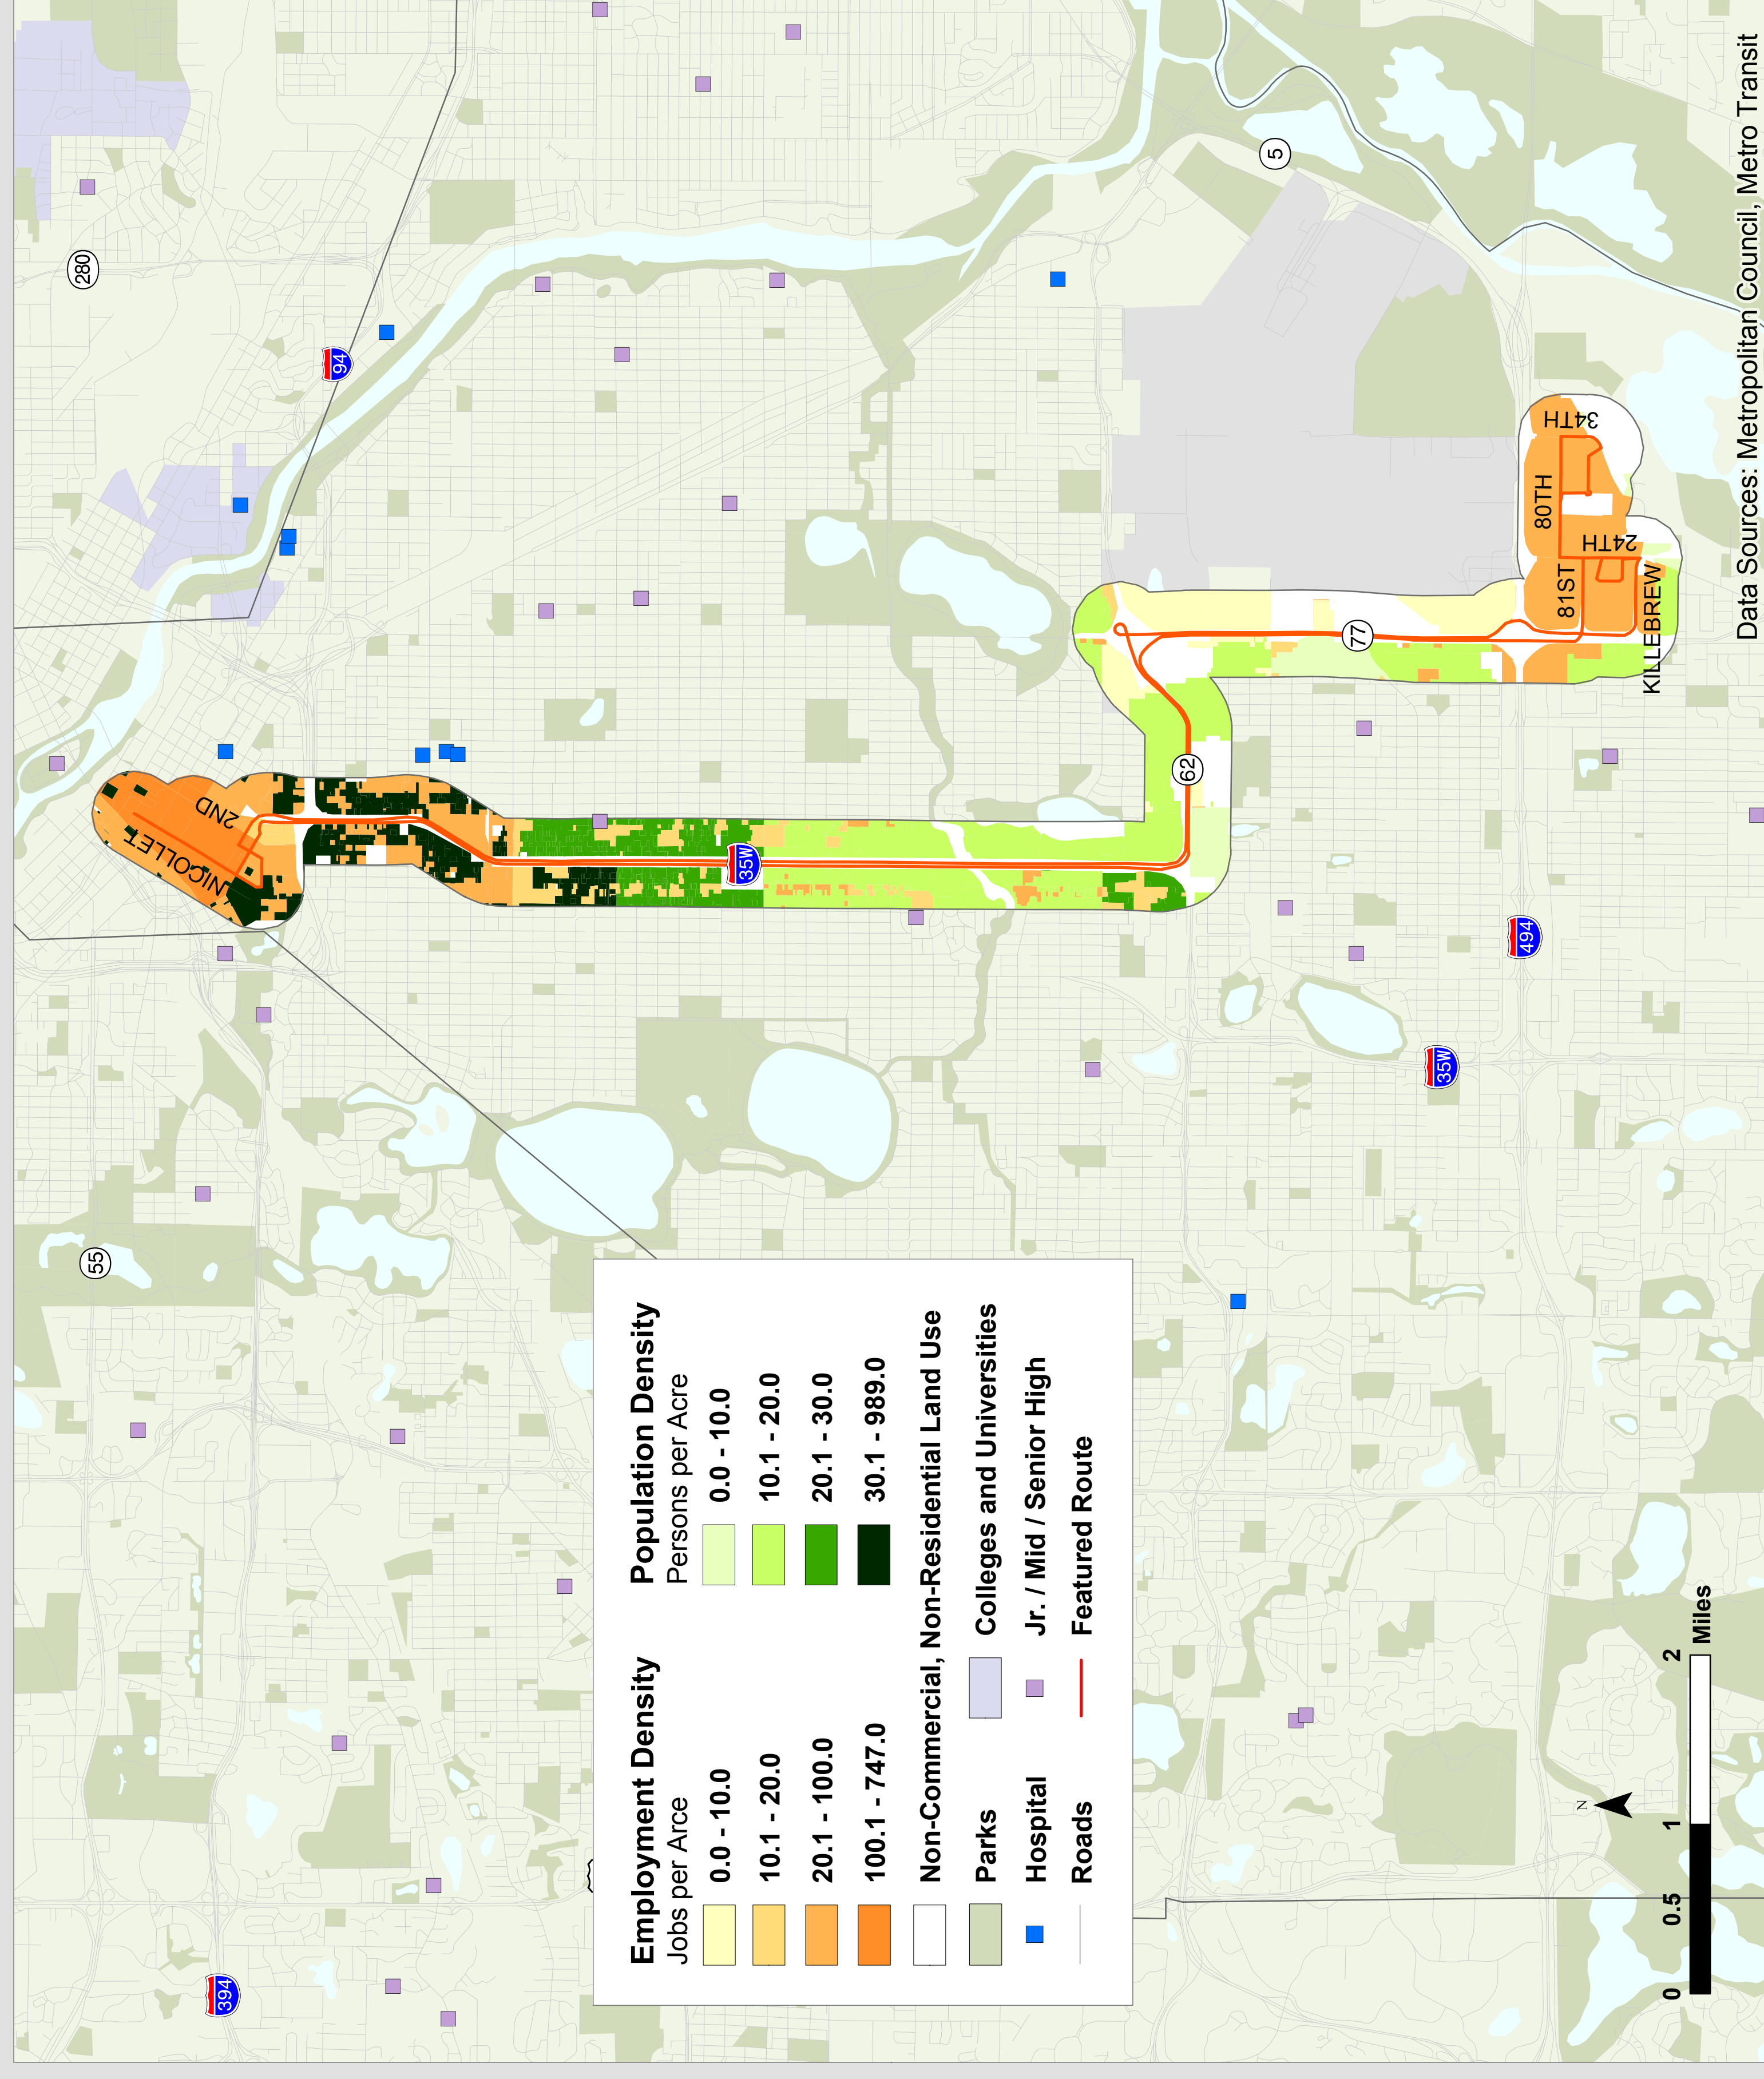 280
94
55
394
5
NICOLLET
2ND
35W
62
77
494
35W
34TH
80TH
24TH
81ST
KILLEBREW
Employment Density
Jobs per Arce
0.0 - 10.0
10.1 - 20.0
20.1 - 100.0
100.1 - 747.0
Population Density
Persons per Acre
0.0 - 10.0
10.1 - 20.0
20.1 - 30.0
30.1 - 989.0
Non-Commercial, Non-Residential Land Use
Parks
Colleges and Universities
Hospital
Jr. / Mid / Senior High
Roads
Featured Route
N
0 0.5 1 2
Miles
Data Sources: Metropolitan Council, Metro Transit